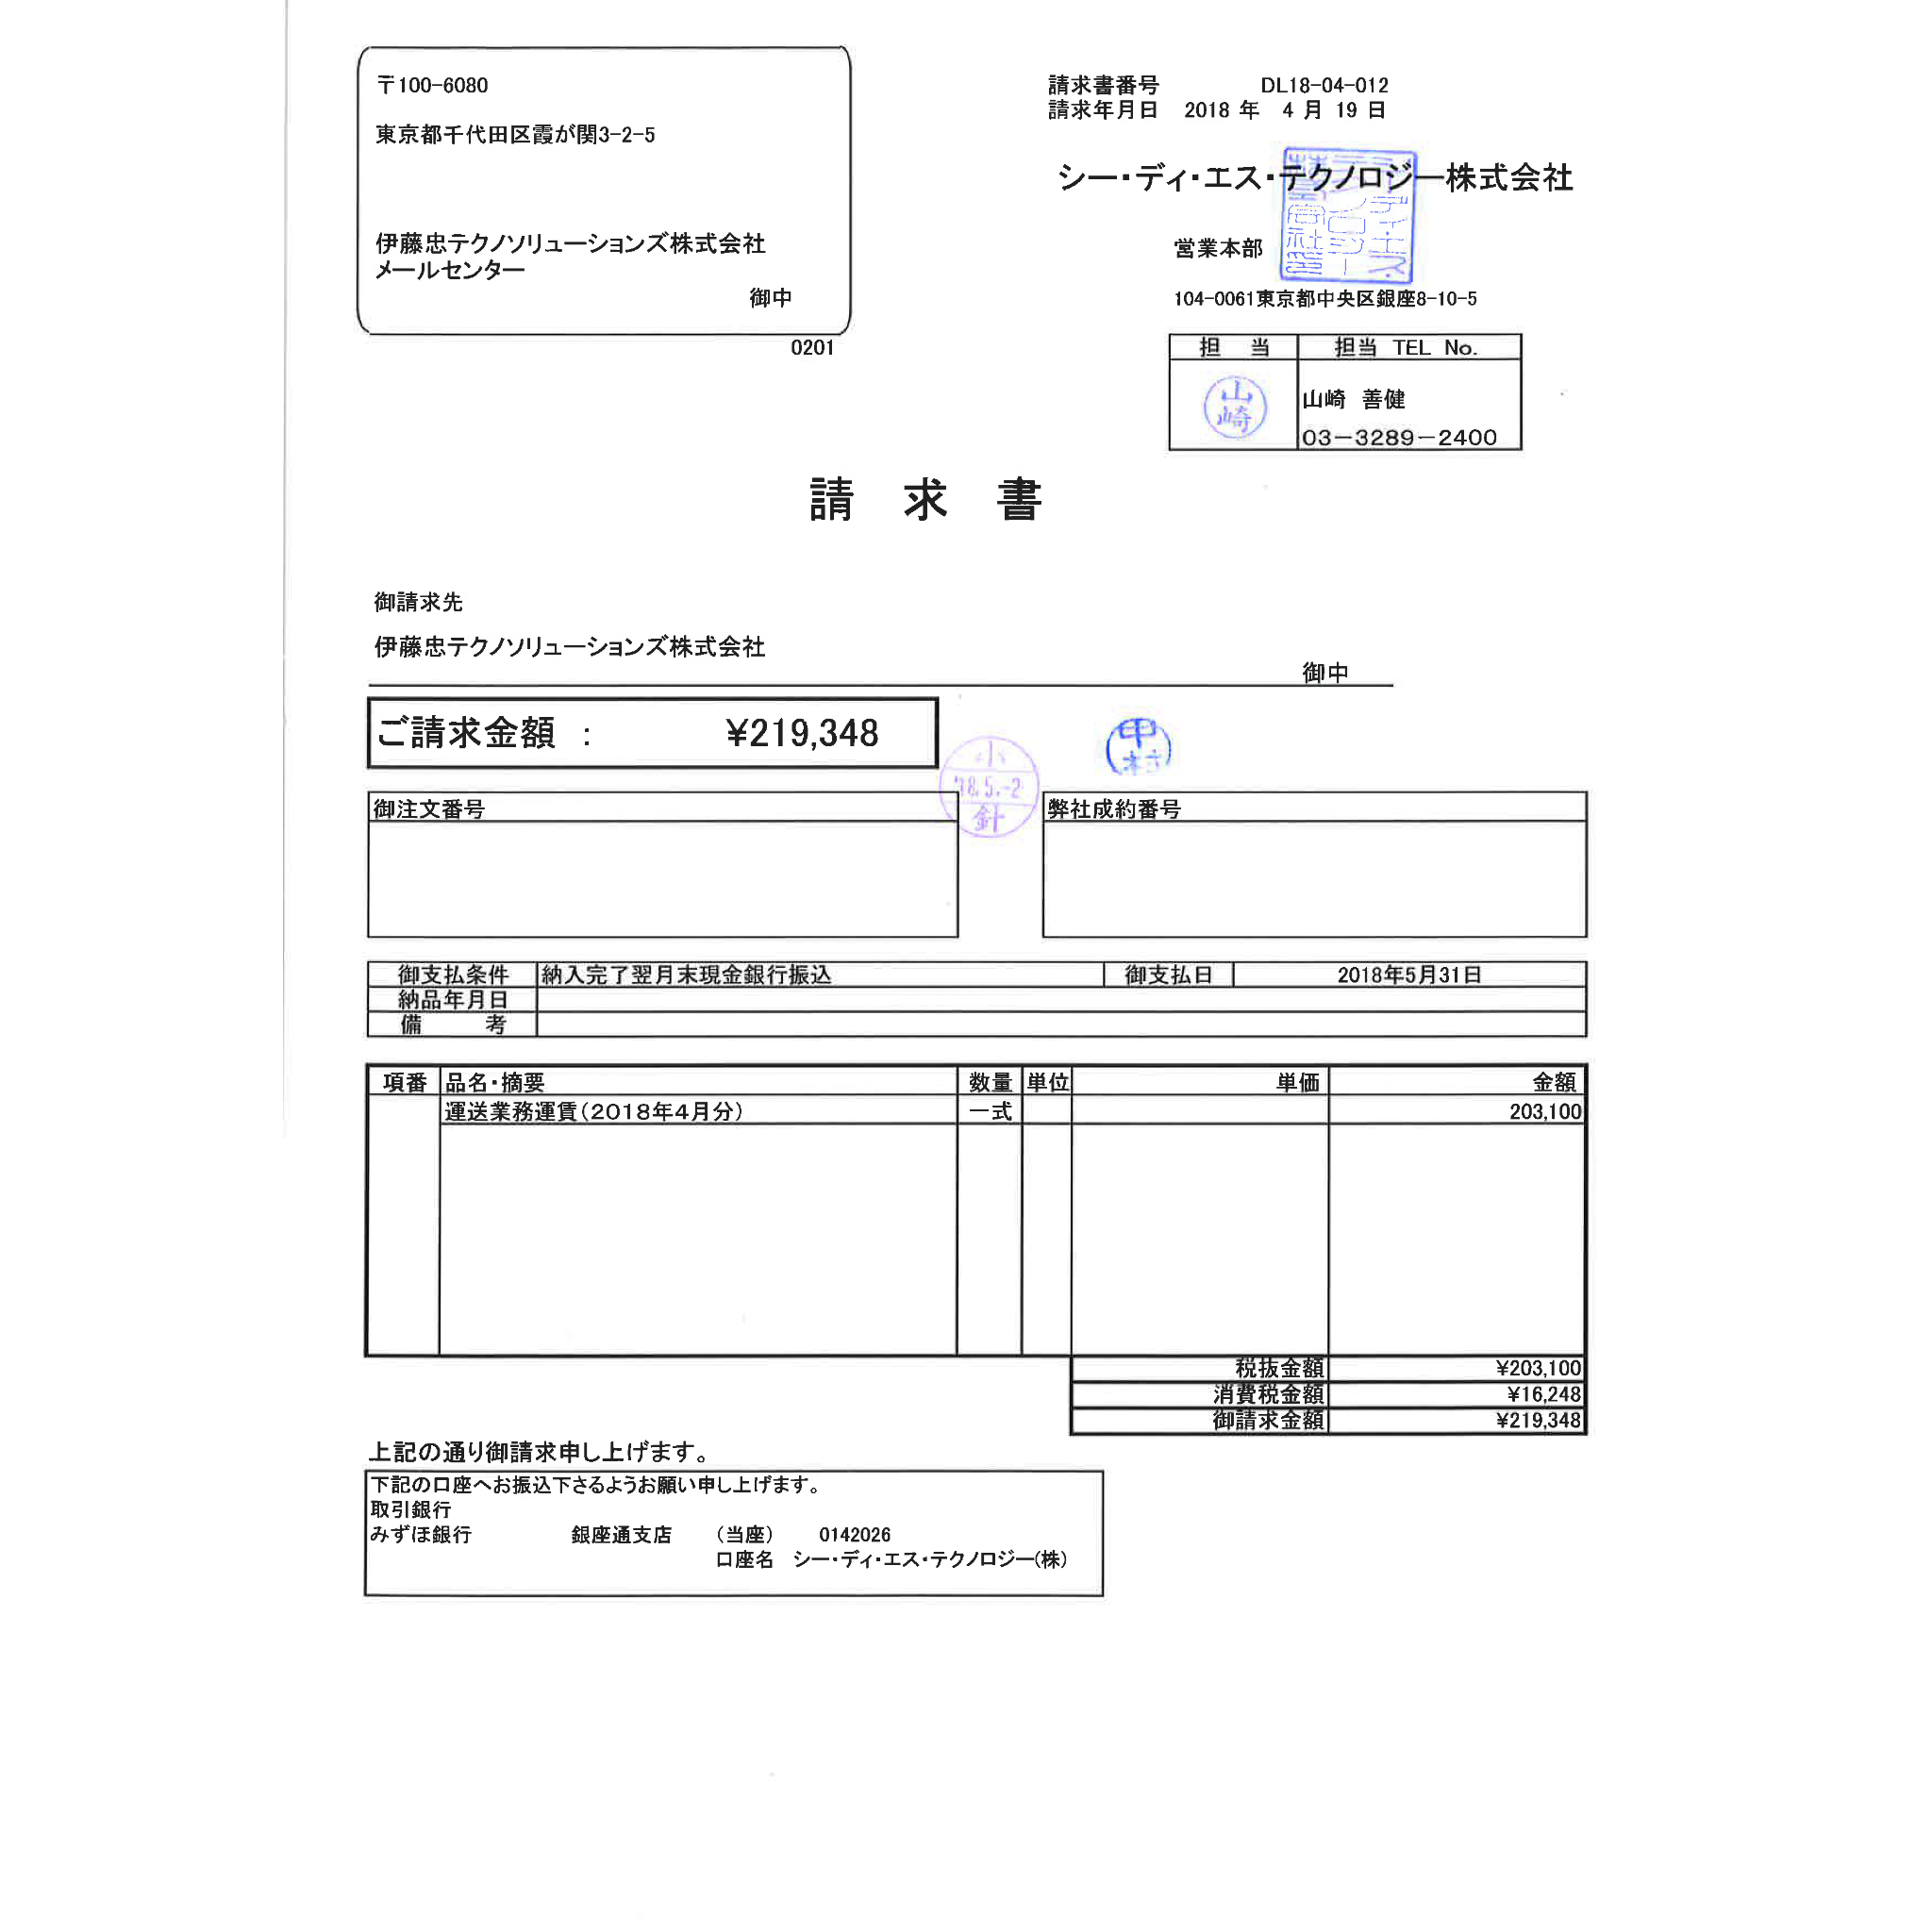 〒100-6080
東京都千代田区霞が関3-2-5
伊藤忠テクノソリューションズ株式会社
メールセンター
御中
0201
請求書番号 DL18-04-012
請求年月日 2018 年 4 月 19 日
シー・ディ・エス・テクノロジー株式会社
営業本部
104-0061東京都中央区銀座8-10-5
担 当 担当 TEL No.
山崎
山崎 善健
03-3289-2400
請 求 書
御請求先
伊藤忠テクノソリューションズ株式会社
御中
ご請求金額 : ¥219,348
小
'18.5.-2
針
中村
御注文番号
弊社成約番号
御支払条件 納入完了翌月末現金銀行振込 御支払日 2018年5月31日
納品年月日
備 考
項番 品名・摘要 数量 単位 単価 金額
運送業務運賃(2018年4月分) 一式 203,100
税抜金額 ¥203,100
消費税金額 ¥16,248
御請求金額 ¥219,348
上記の通り御請求申し上げます。
下記の口座へお振込下さるようお願い申し上げます。
取引銀行
みずほ銀行 銀座通支店 (当座) 0142026
口座名 シー・ディ・エス・テクノロジー(株)